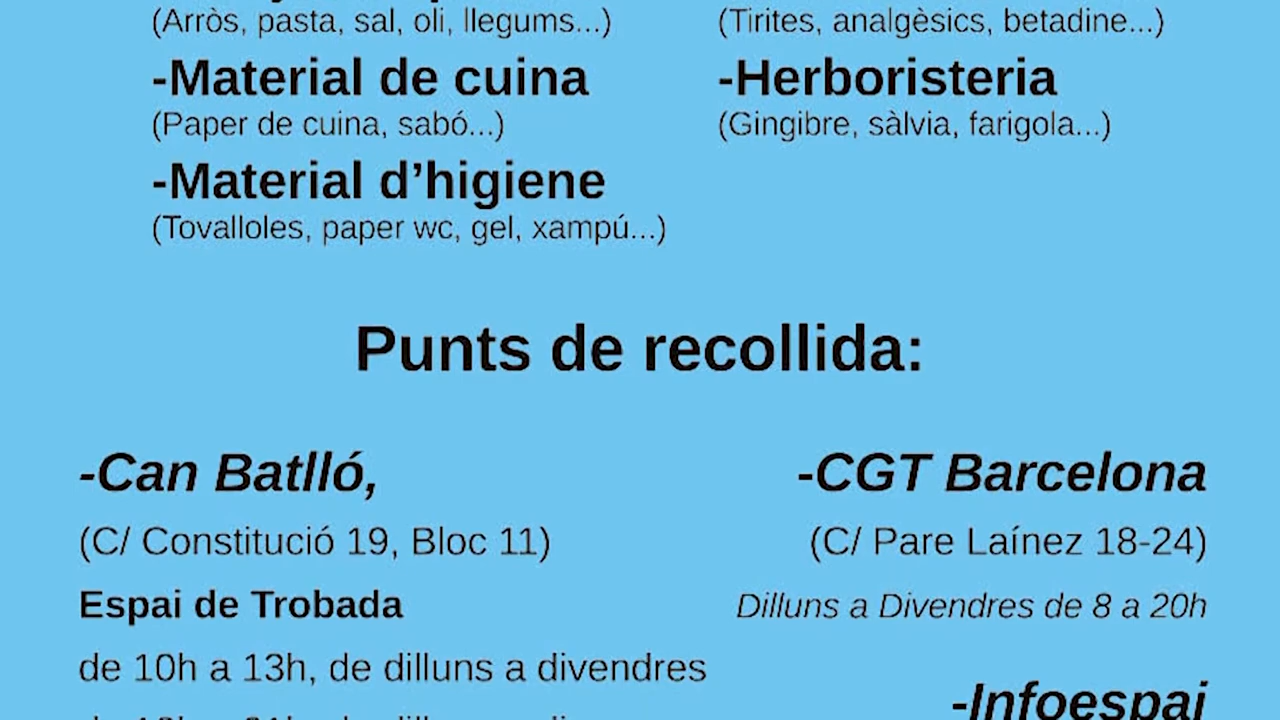 (Arròs, pasta, sal, oli, llegums...)
-Material de cuina
(Paper de cuina, sabó...)
-Material d’higiene
(Tovalloles, paper wc, gel, xampú...)
(Tirites, analgèsics, betadine...)
-Herboristeria
(Gingibre, sàlvia, farigola...)
Punts de recollida:
-Can Batlló,
(C/ Constitució 19, Bloc 11)
Espai de Trobada
de 10h a 13h, de dilluns a divendres
-CGT Barcelona
(C/ Pare Laínez 18-24)
Dilluns a Divendres de 8 a 20h
-Infoespai